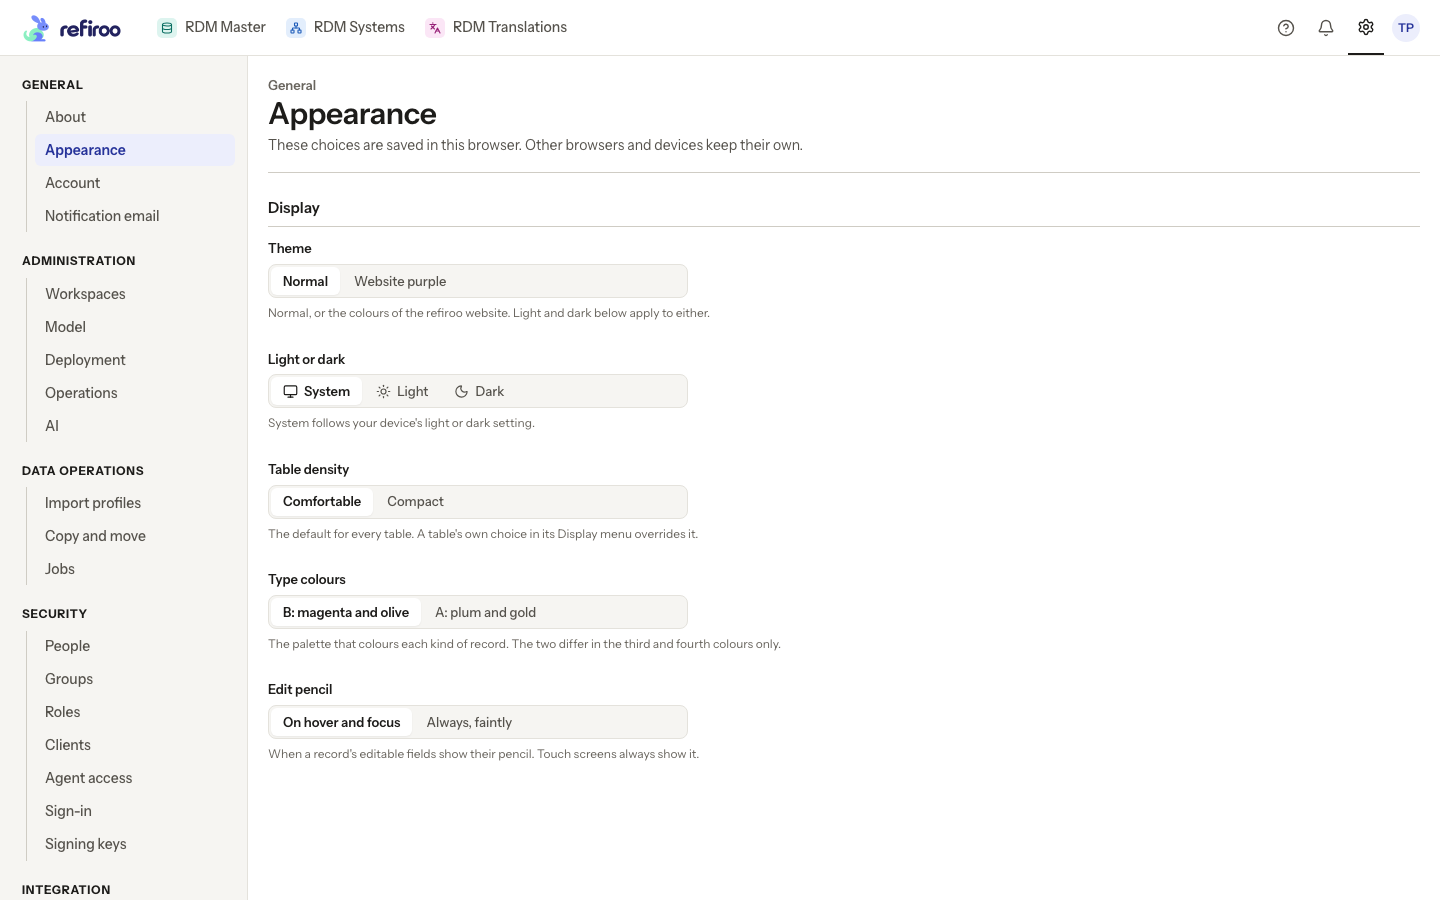 refiroo
RDM Master
RDM Systems
RDM Translations
TP
GENERAL
About
Appearance
Account
Notification email
ADMINISTRATION
Workspaces
Model
Deployment
Operations
AI
DATA OPERATIONS
Import profiles
Copy and move
Jobs
SECURITY
People
Groups
Roles
Clients
Agent access
Sign-in
Signing keys
INTEGRATION
General
Appearance
These choices are saved in this browser. Other browsers and devices keep their own.
Display
Theme
Normal Website purple
Normal, or the colours of the refiroo website. Light and dark below apply to either.
Light or dark
System Light Dark
System follows your device's light or dark setting.
Table density
Comfortable Compact
The default for every table. A table's own choice in its Display menu overrides it.
Type colours
B: magenta and olive A: plum and gold
The palette that colours each kind of record. The two differ in the third and fourth colours only.
Edit pencil
On hover and focus Always, faintly
When a record's editable fields show their pencil. Touch screens always show it.